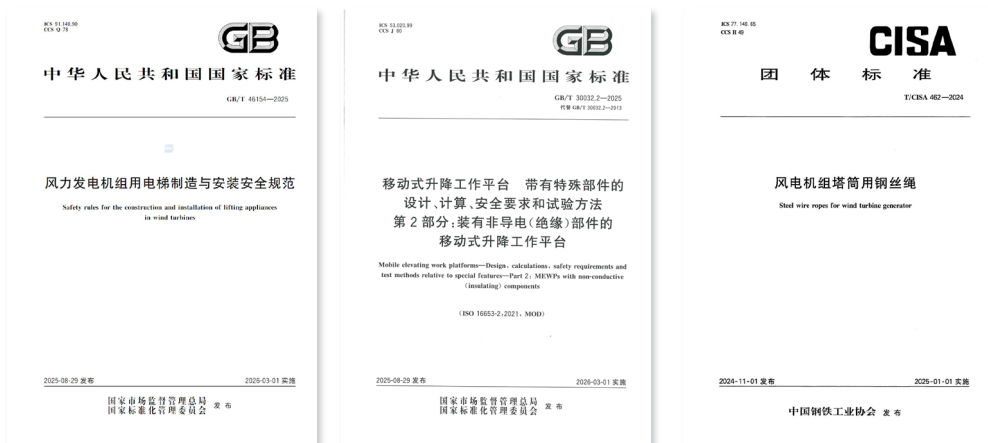 ICS 91.140.90
CCS Q 78
GB
中华人民共和国国家标准
GB/T 46154—2025
风力发电机组用电梯制造与安装安全规范
Safety rules for the construction and installation of lifting appliances
in wind turbines
2025-08-29 发布
2026-03-01 实施
国家市场监督管理总局
国家标准化管理委员会
发布
ICS 53.020.99
CCS J 80
GB
中华人民共和国国家标准
GB/T 30032.2—2025
代替 GB/T 30032.2—2013
移动式升降工作平台 带有特殊部件的
设计、计算、安全要求和试验方法
第 2 部分:装有非导电(绝缘)部件的
移动式升降工作平台
Mobile elevating work platforms—Design, calculations, safety requirements and
test methods relative to special features—Part 2: MEWPs with non-conductive
(insulating) components
(ISO 16653-2:2021, MOD)
2025-08-29 发布
2026-03-01 实施
国家市场监督管理总局
国家标准化管理委员会
发布
ICS 77.140.65
CCS H 49
CISA
团体标准
T/CISA 462—2024
风电机组塔筒用钢丝绳
Steel wire ropes for wind turbine generator
2024-11-01 发布
2025-01-01 实施
中国钢铁工业协会 发布